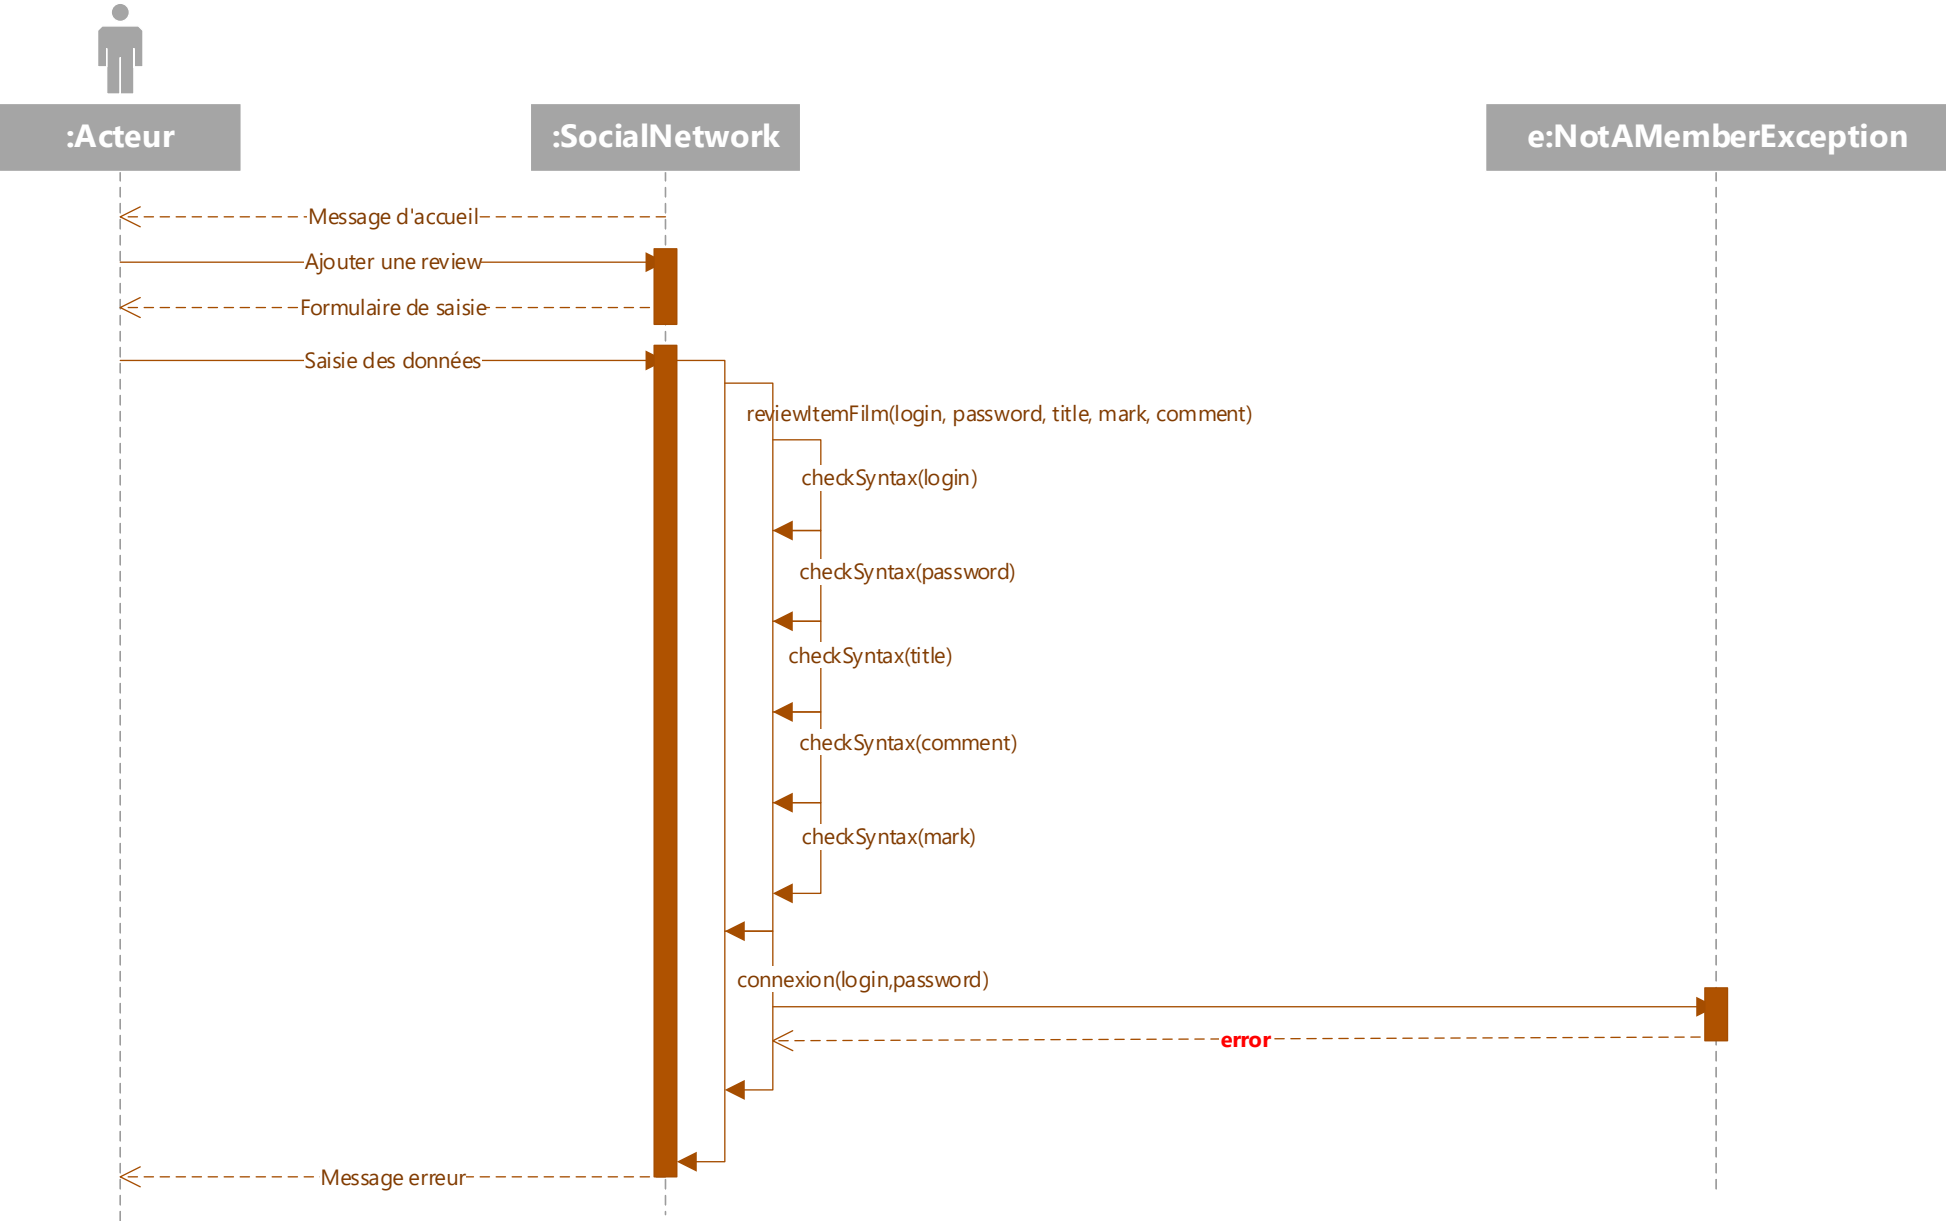 :Acteur
:SocialNetwork
e:NotAMemberException
Message d'accueil
Ajouter une review
Formulaire de saisie
Saisie des données
reviewItemFilm(login, password, title, mark, comment)
checkSyntax(login)
checkSyntax(password)
checkSyntax(title)
checkSyntax(comment)
checkSyntax(mark)
connexion(login,password)
error
Message erreur